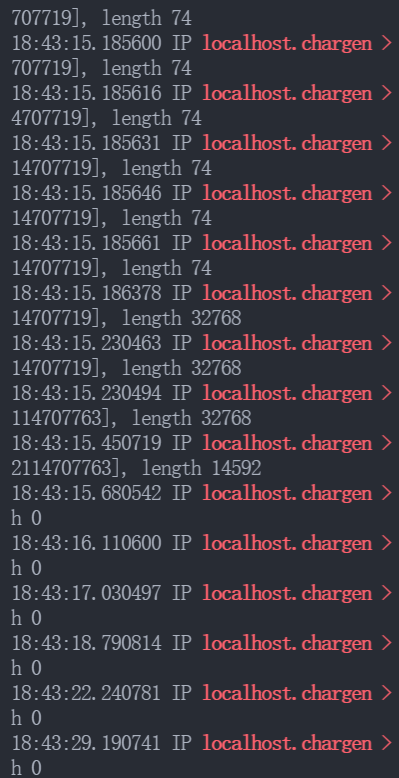 707719], length 74
18:43:15.185600 IP localhost.chargen >
707719], length 74
18:43:15.185616 IP localhost.chargen >
4707719], length 74
18:43:15.185631 IP localhost.chargen >
14707719], length 74
18:43:15.185646 IP localhost.chargen >
14707719], length 74
18:43:15.185661 IP localhost.chargen >
14707719], length 74
18:43:15.186378 IP localhost.chargen >
14707719], length 32768
18:43:15.230463 IP localhost.chargen >
14707719], length 32768
18:43:15.230494 IP localhost.chargen >
114707763], length 32768
18:43:15.450719 IP localhost.chargen >
2114707763], length 14592
18:43:15.680542 IP localhost.chargen >
h 0
18:43:16.110600 IP localhost.chargen >
h 0
18:43:17.030497 IP localhost.chargen >
h 0
18:43:18.790814 IP localhost.chargen >
h 0
18:43:22.240781 IP localhost.chargen >
h 0
18:43:29.190741 IP localhost.chargen >
h 0